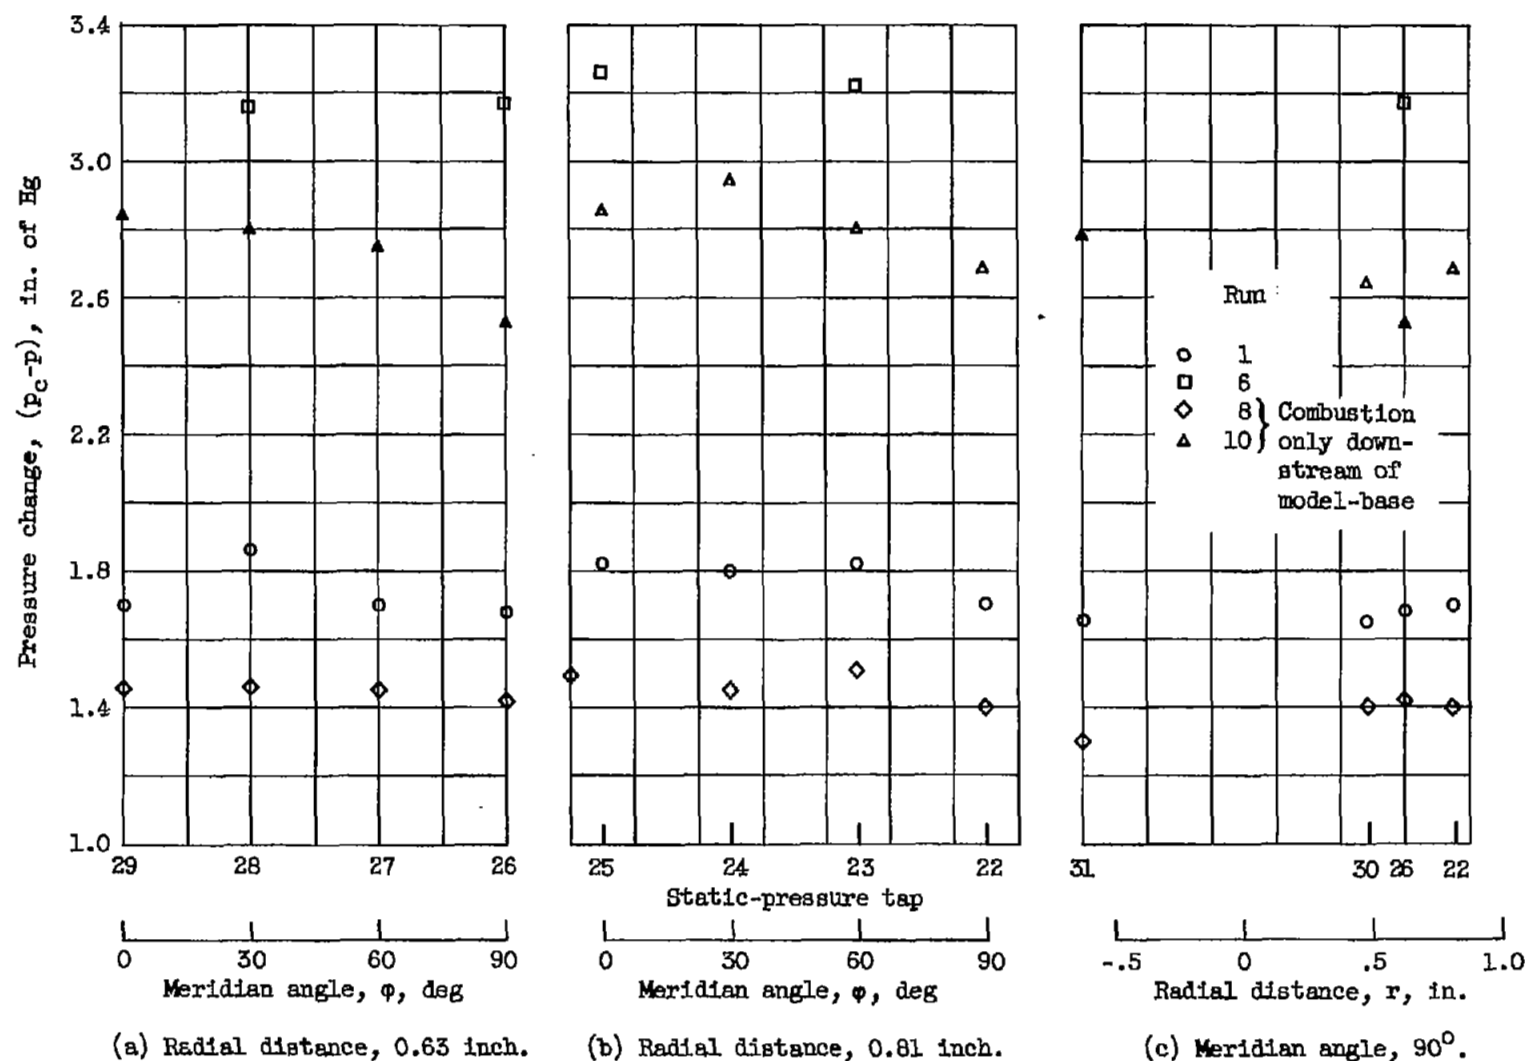 3.4
3.0
2.6
2.2
1.8
1.4
1.0
Pressure change, (pc-p), in. of Hg
Run
1
6
8 } Combustion
10 } only down-
stream of
model-base
29 28 27 26
25 24 23 22
31 30 26 22
Static-pressure tap
0 30 60 90
Meridian angle, φ, deg
0 30 60 90
Meridian angle, φ, deg
-.5 0 .5 1.0
Radial distance, r, in.
(a) Radial distance, 0.63 inch.
(b) Radial distance, 0.81 inch.
(c) Meridian angle, 90°.